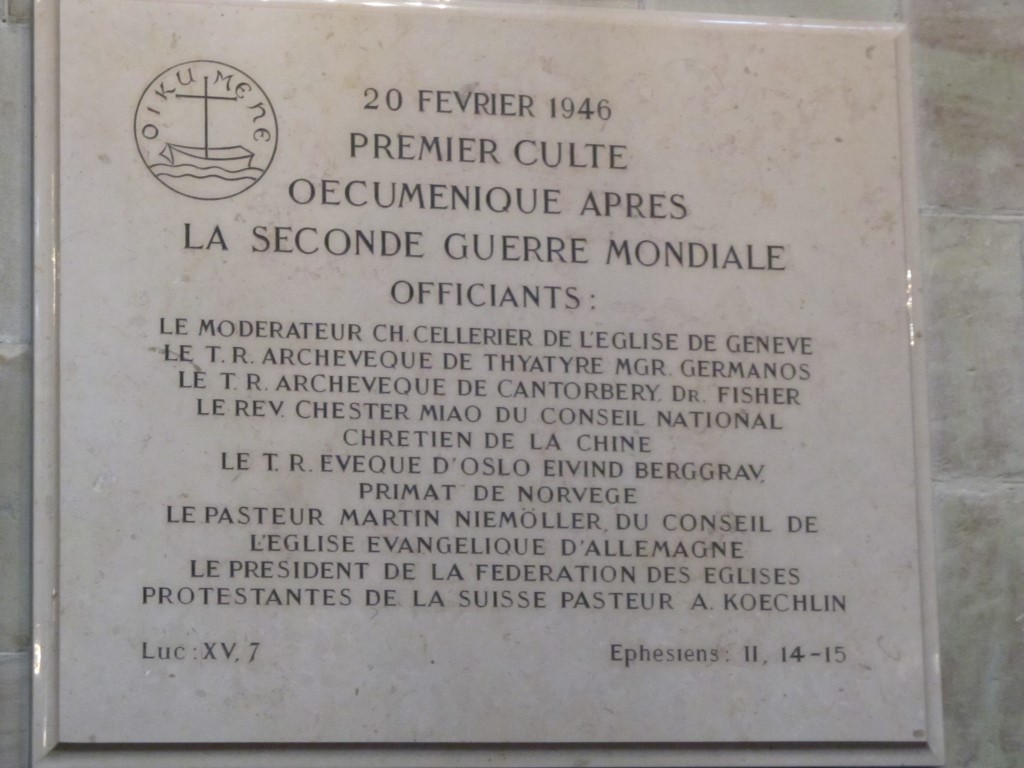 OIKUMENE
20 FEVRIER 1946
PREMIER CULTE
OECUMENIQUE APRES
LA SECONDE GUERRE MONDIALE
OFFICIANTS :
LE MODERATEUR CH. CELLERIER DE L'EGLISE DE GENEVE
LE T. R. ARCHEVEQUE DE THYATYRE MGR. GERMANOS
LE T. R. ARCHEVEQUE DE CANTORBERY, DR. FISHER
LE REV. CHESTER MIAO DU CONSEIL NATIONAL
CHRETIEN DE LA CHINE
LE T. R. EVEQUE D'OSLO EIVIND BERGGRAV,
PRIMAT DE NORVEGE
LE PASTEUR MARTIN NIEMÖLLER, DU CONSEIL DE
L'EGLISE EVANGELIQUE D'ALLEMAGNE
LE PRESIDENT DE LA FEDERATION DES EGLISES
PROTESTANTES DE LA SUISSE PASTEUR A. KOECHLIN
Luc : XV, 7
Ephesiens : II, 14-15